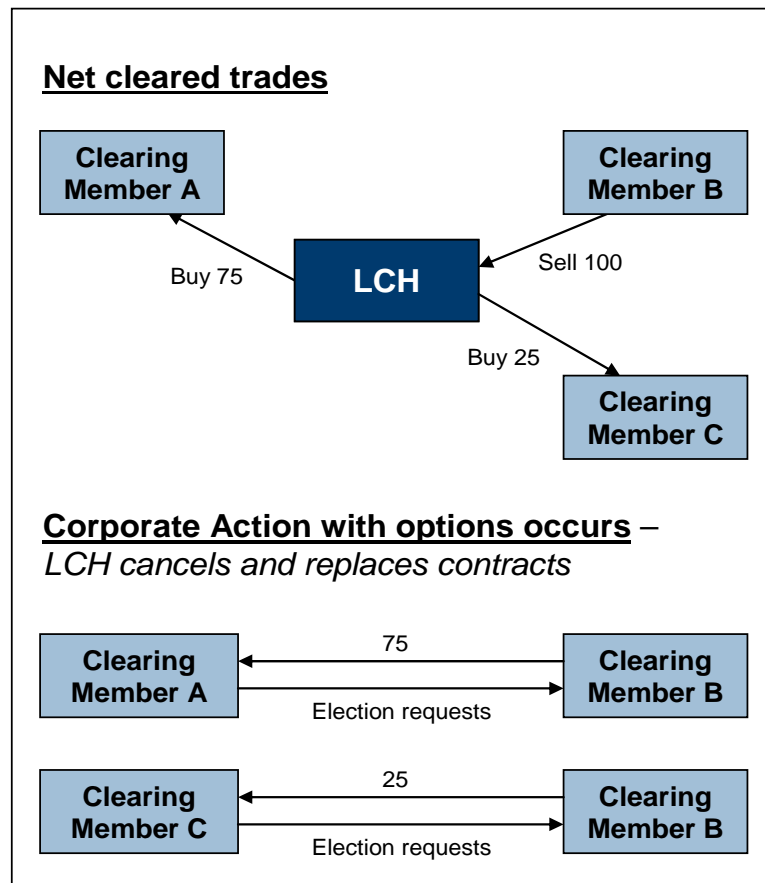 Net cleared trades
Clearing
Member A
Clearing
Member B
LCH
Buy 75
Sell 100
Buy 25
Clearing
Member C
Corporate Action with options occurs –
LCH cancels and replaces contracts
Clearing
Member A
75
Election requests
Clearing
Member B
Clearing
Member C
25
Election requests
Clearing
Member B